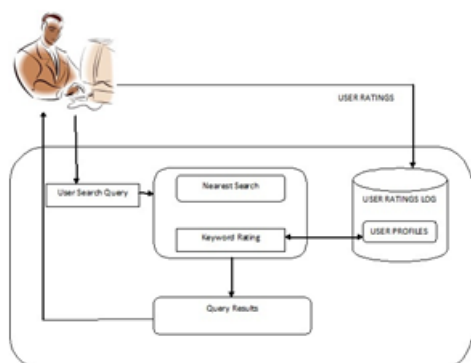 USER RATINGS
User Search Query
Nearest Search
Keyword Rating
USER RATINGS LOG
USER PROFILES
Query Results